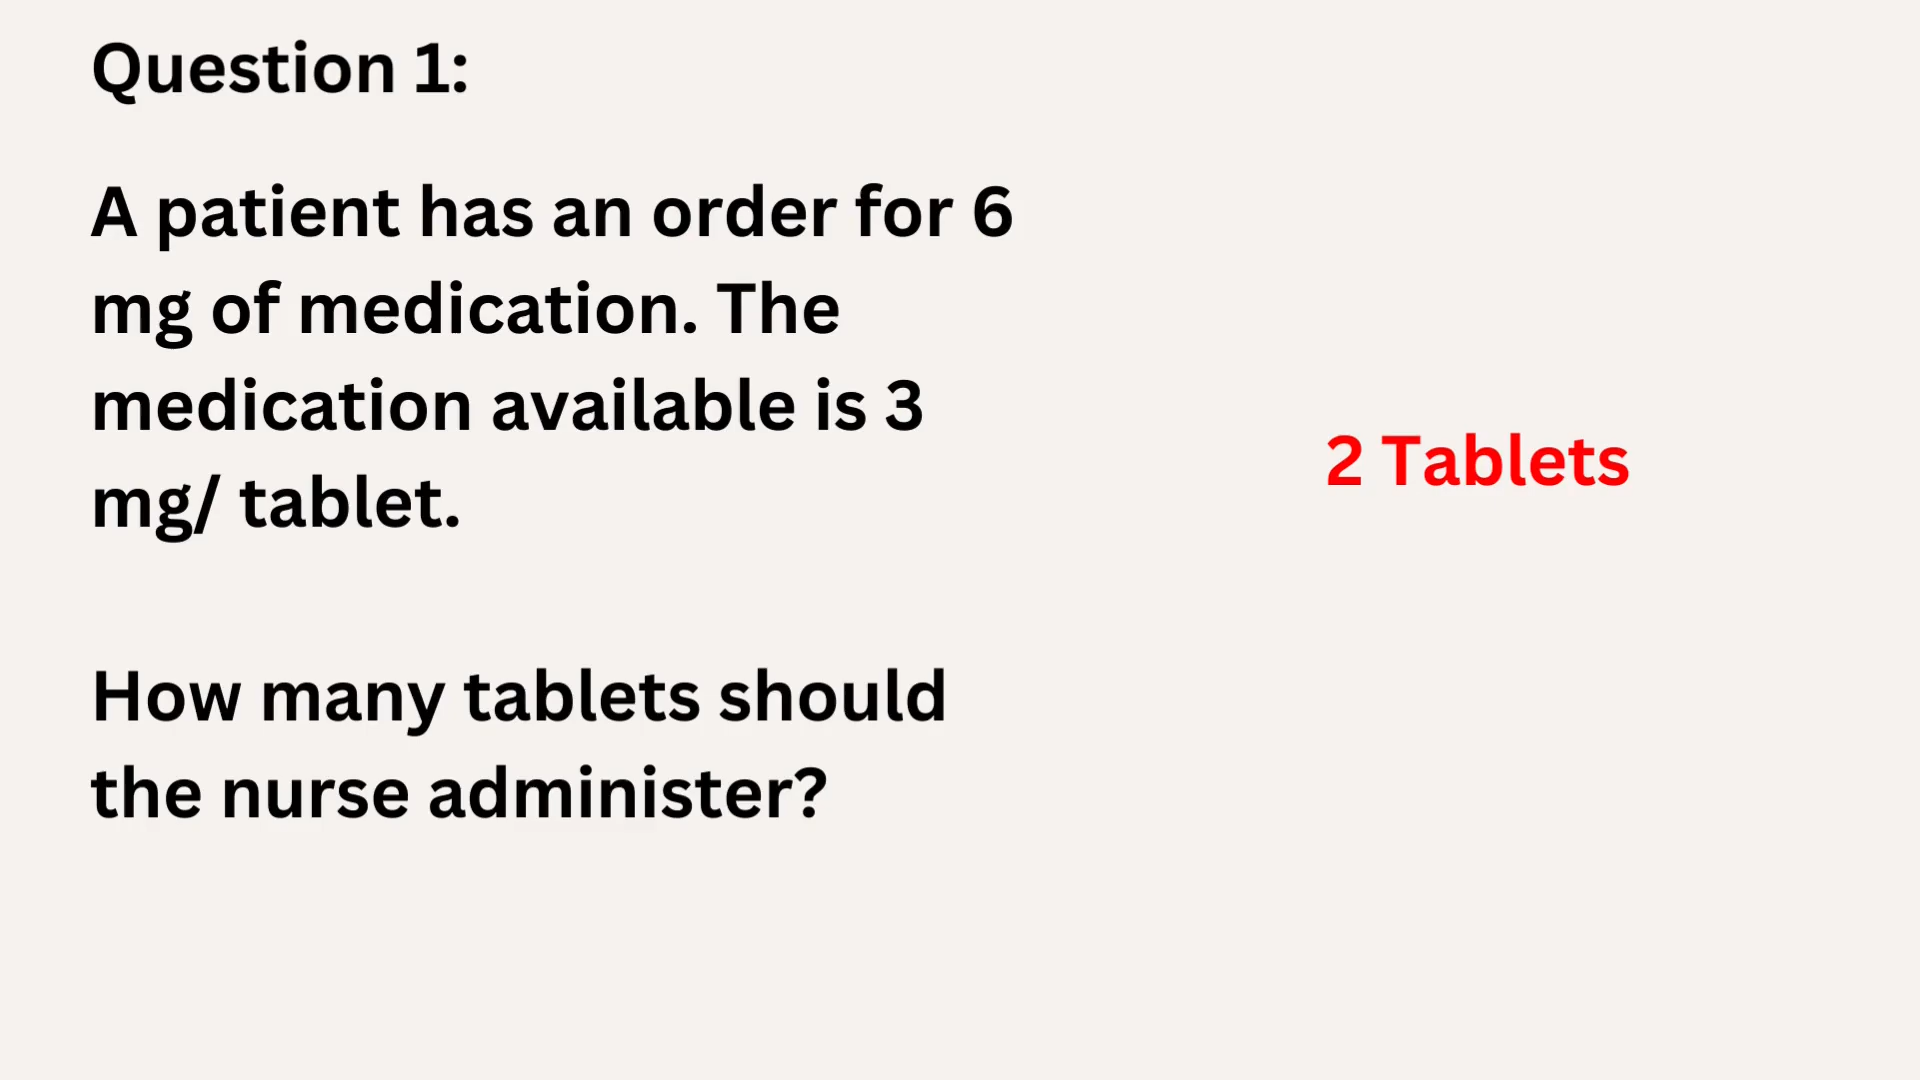 Question 1:
A patient has an order for 6
mg of medication. The
medication available is 3
mg/ tablet.
How many tablets should
the nurse administer?
2 Tablets